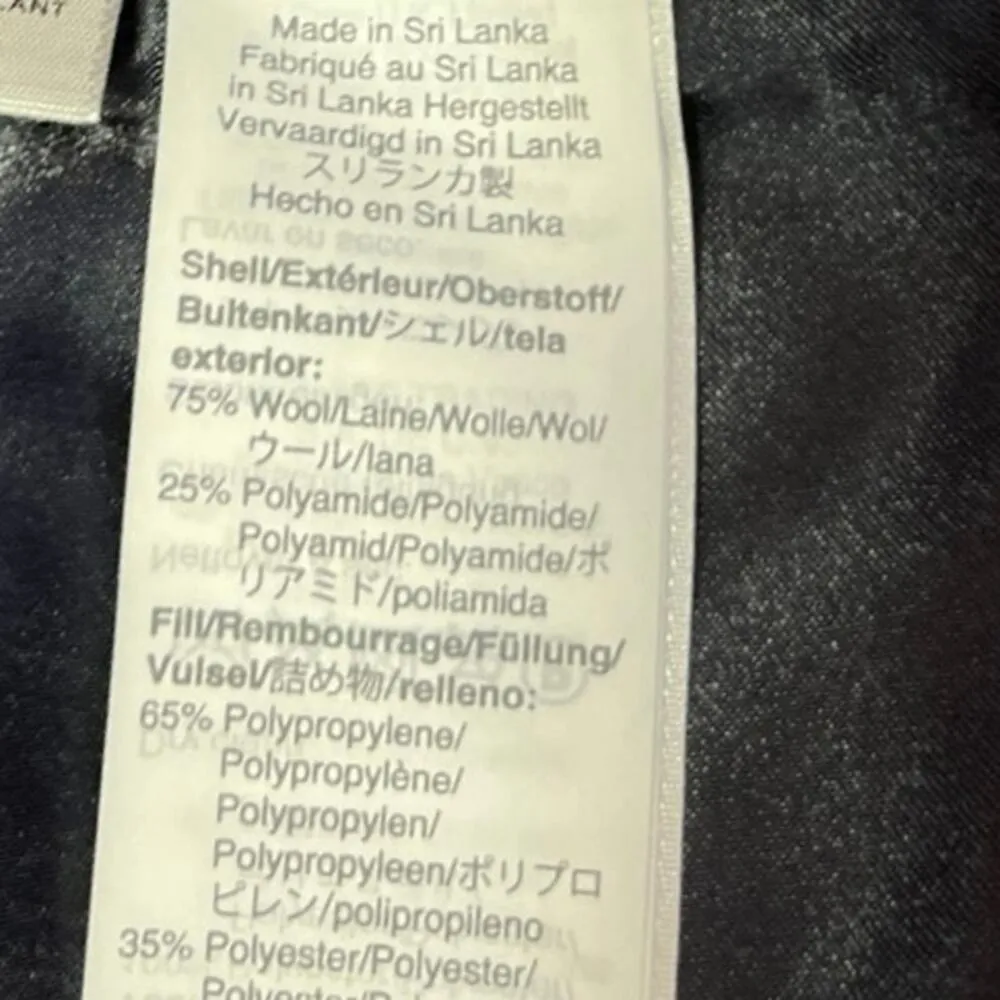 Made in Sri Lanka
Fabriqué au Sri Lanka
in Sri Lanka Hergestellt
Vervaardigd in Sri Lanka
スリランカ製
Hecho en Sri Lanka
Shell/Extérieur/Oberstoff/
Buitenkant/シェル/tela
exterior:
75% Wool/Laine/Wolle/Wol/
ウール/lana
25% Polyamide/Polyamide/
Polyamid/Polyamide/ポ
リアミド/poliamida
Fill/Rembourrage/Füllung/
Vulsel/詰め物/relleno:
65% Polypropylene/
Polypropylène/
Polypropylen/
Polypropyleen/ポリプロ
ピレン/polipropileno
35% Polyester/Polyester/